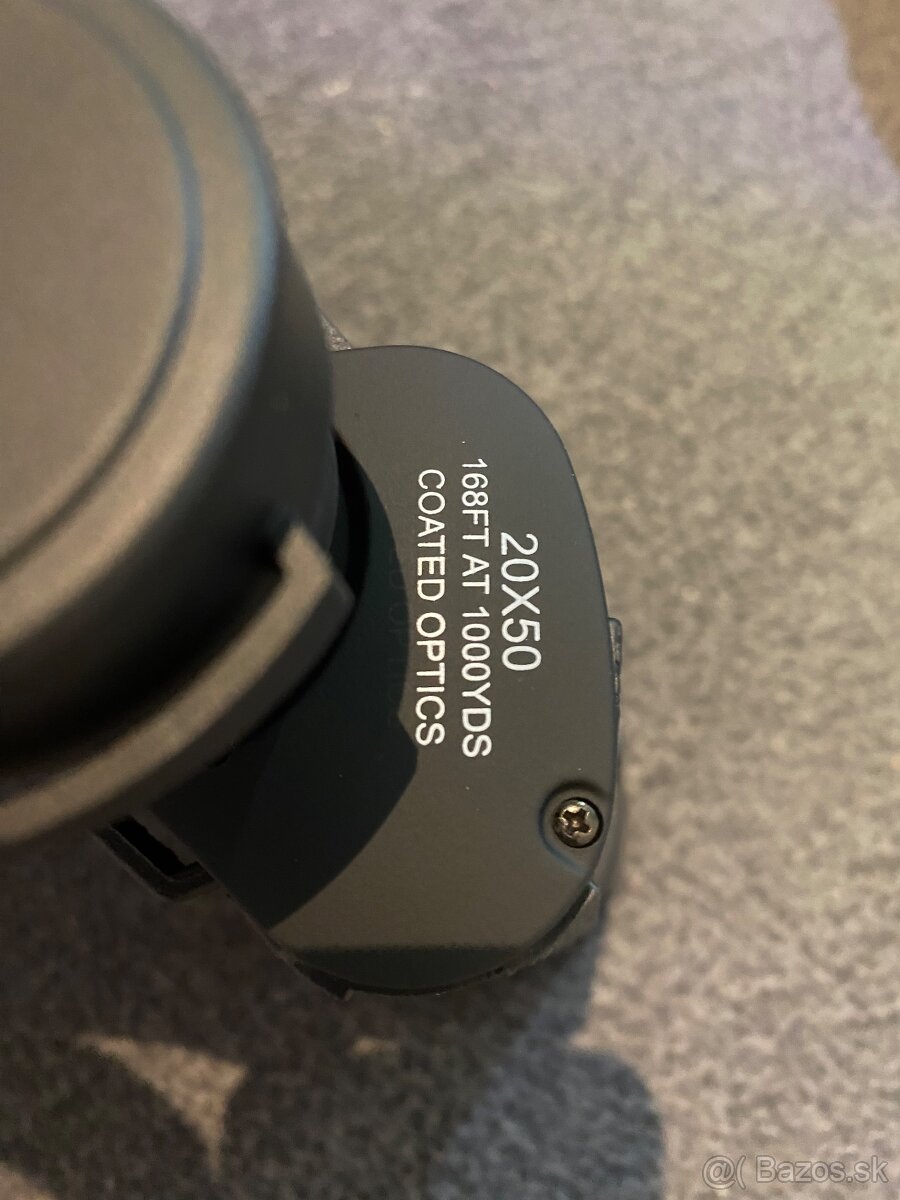 20X50
168FT AT 1000YDS
COATED OPTICS
@( Bazos.sk